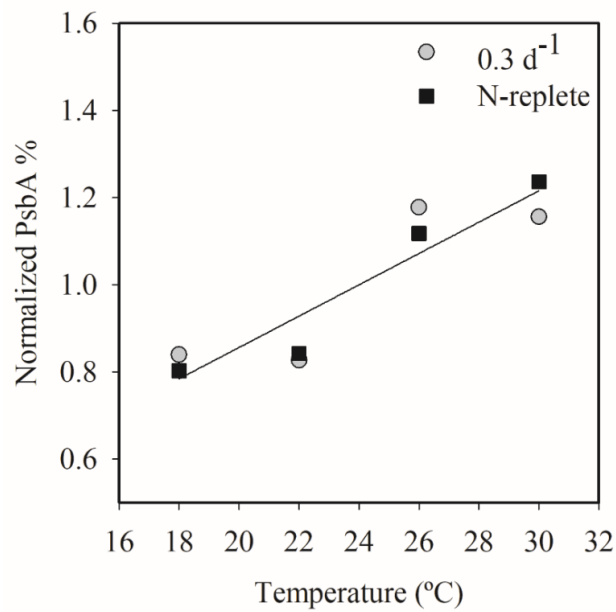 Normalized PsbA %
1.6
1.4
1.2
1.0
0.8
0.6
0.3 d⁻¹
N-replete
16 18 20 22 24 26 28 30 32
Temperature (ºC)